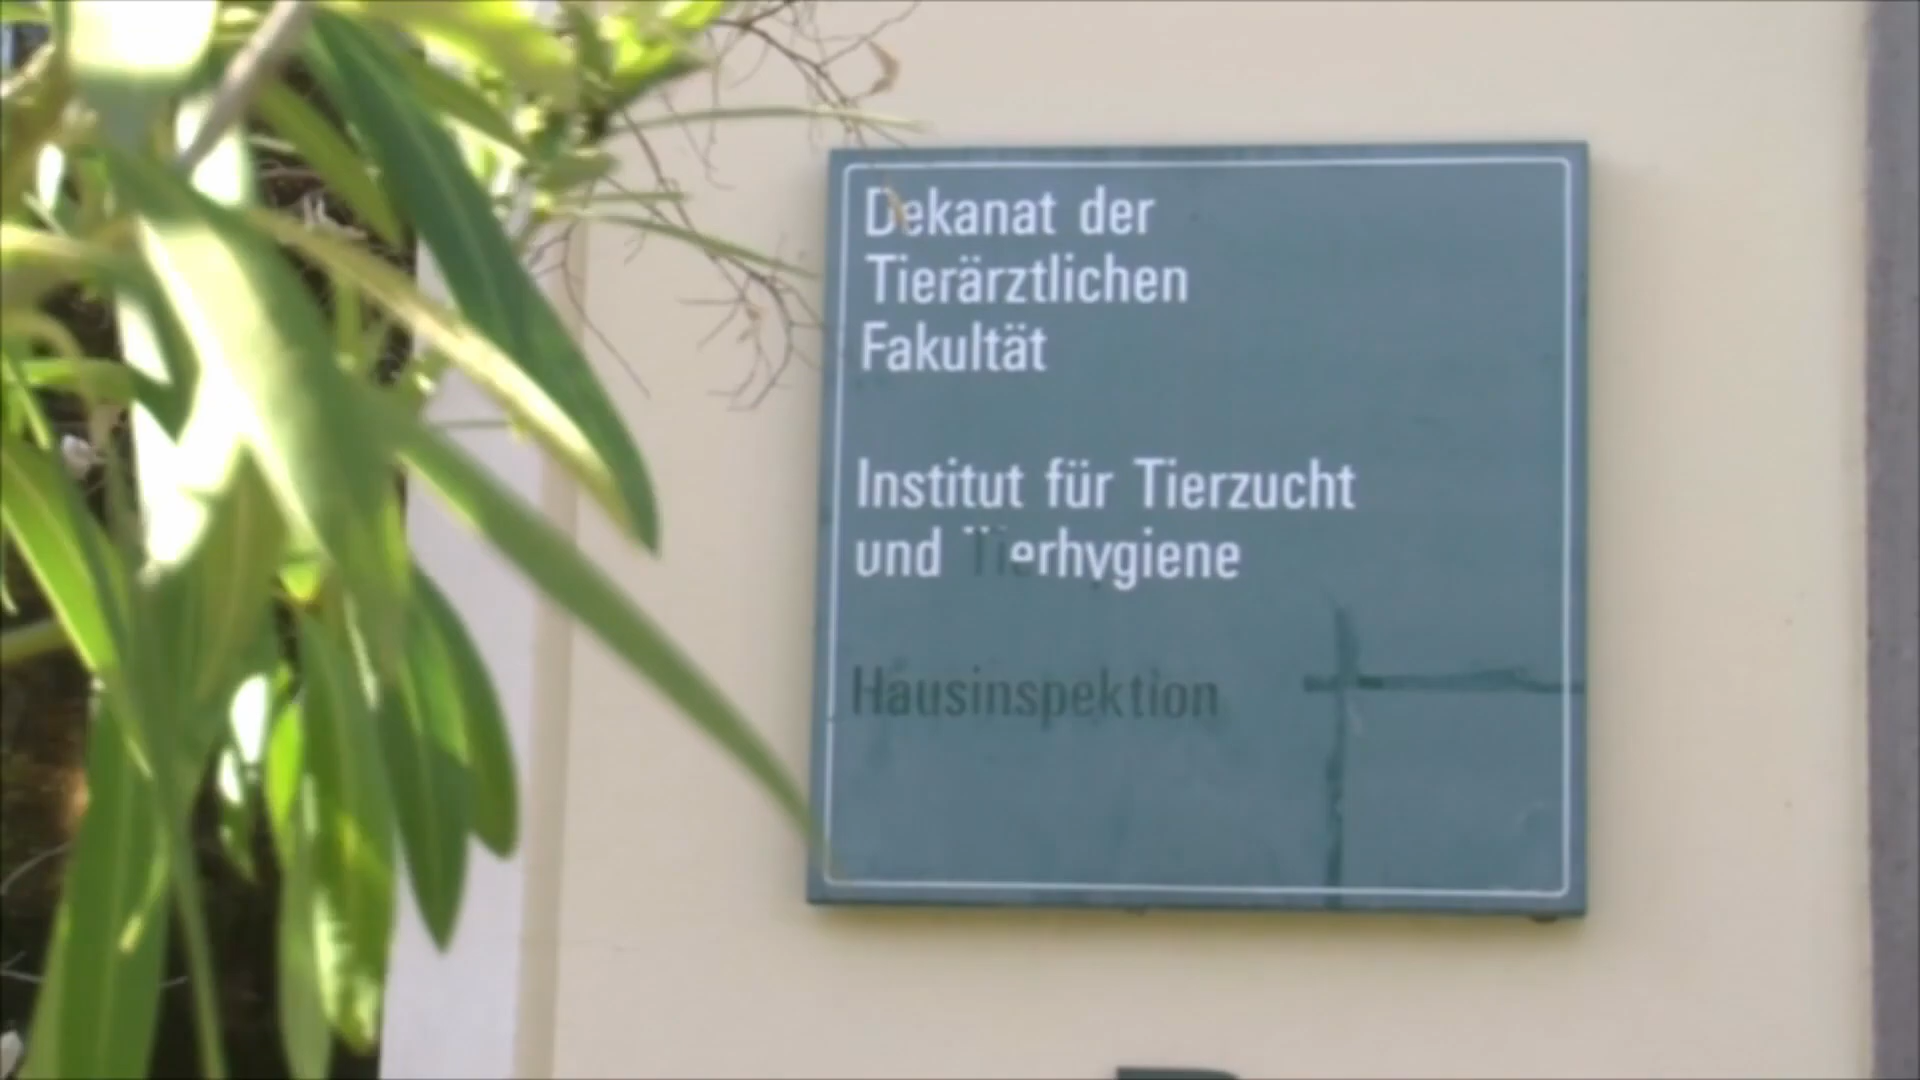 Dekanat der
Tierärztlichen
Fakultät
Institut für Tierzucht
und Tierhygiene
Hausinspektion